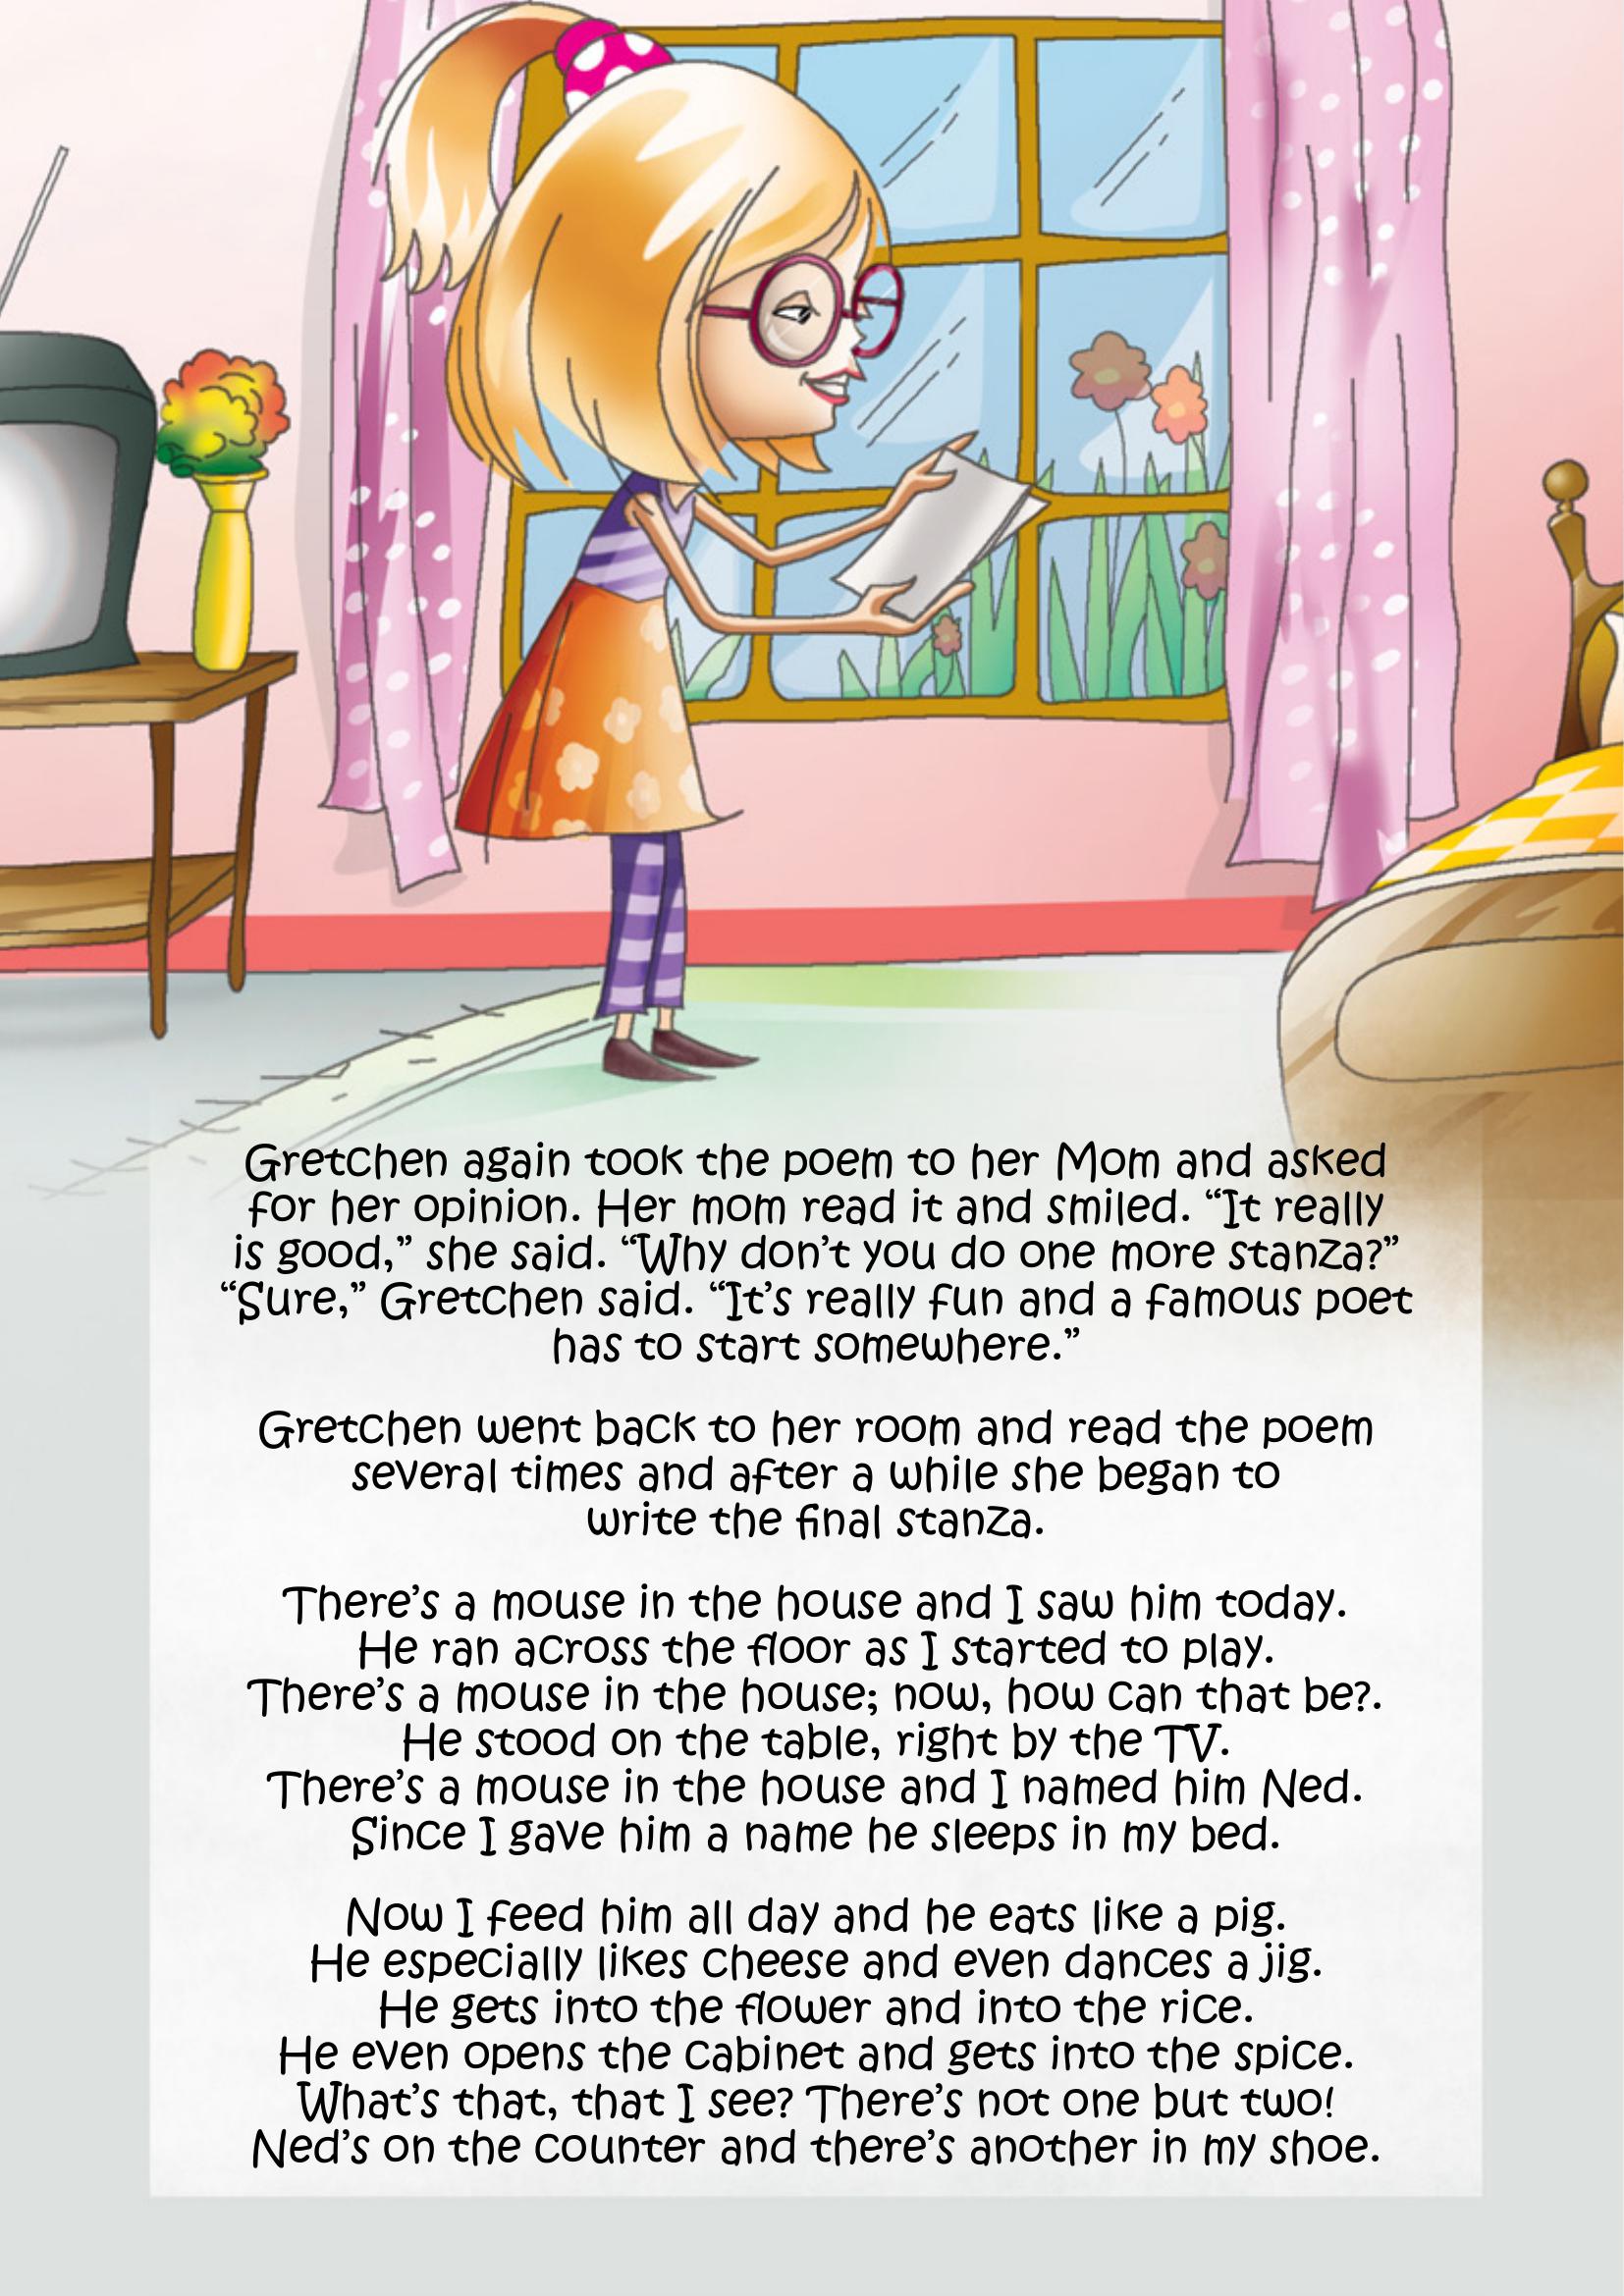 Gretchen again took the poem to her Mom and asked
for her opinion. Her mom read it and smiled. “It really
is good,” she said. “Why don’t you do one more stanza?”
“Sure,” Gretchen said. “It’s really fun and a famous poet
has to start somewhere.”
Gretchen went back to her room and read the poem
several times and after a while she began to
write the final stanza.
There’s a mouse in the house and I saw him today.
He ran across the floor as I started to play.
There’s a mouse in the house; now, how can that be?.
He stood on the table, right by the TV.
There’s a mouse in the house and I named him Ned.
Since I gave him a name he sleeps in my bed.
Now I feed him all day and he eats like a pig.
He especially likes cheese and even dances a jig.
He gets into the flower and into the rice.
He even opens the cabinet and gets into the spice.
What’s that, that I see? There’s not one but two!
Ned’s on the counter and there’s another in my shoe.